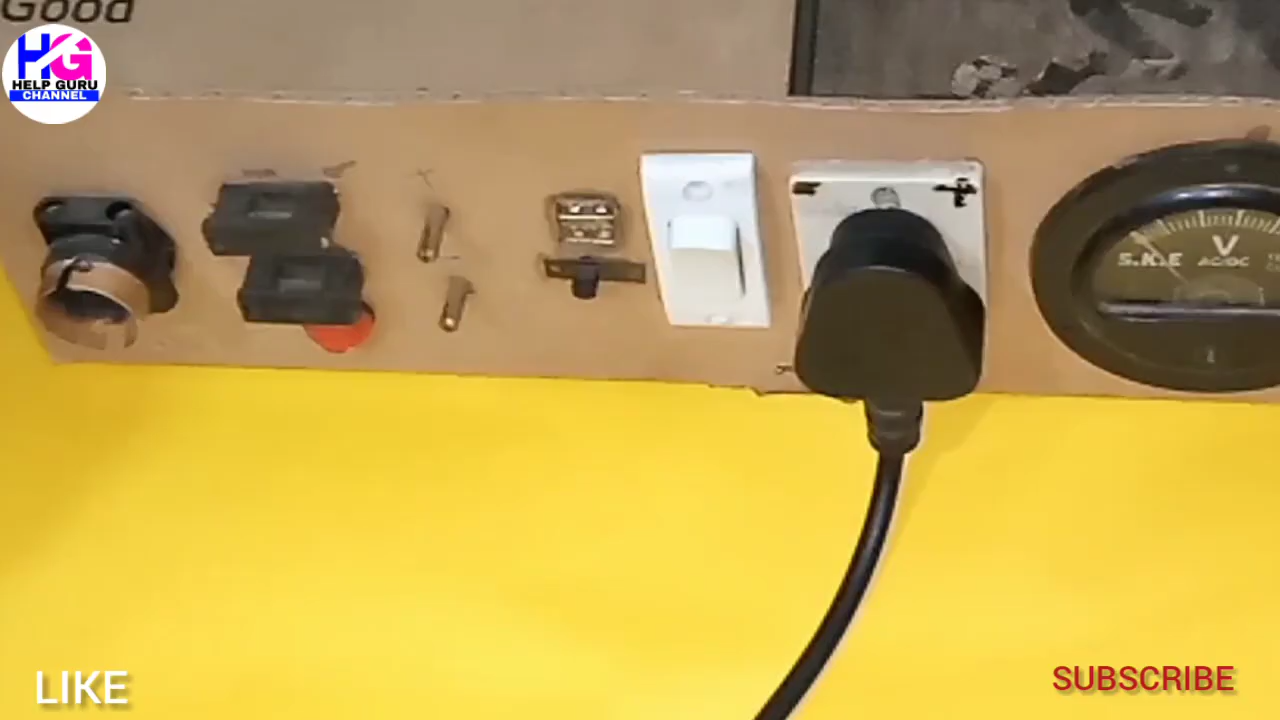 Good
HG
HELP GURU
CHANNEL
S.K.E
V
AC/DC
LIKE
SUBSCRIBE